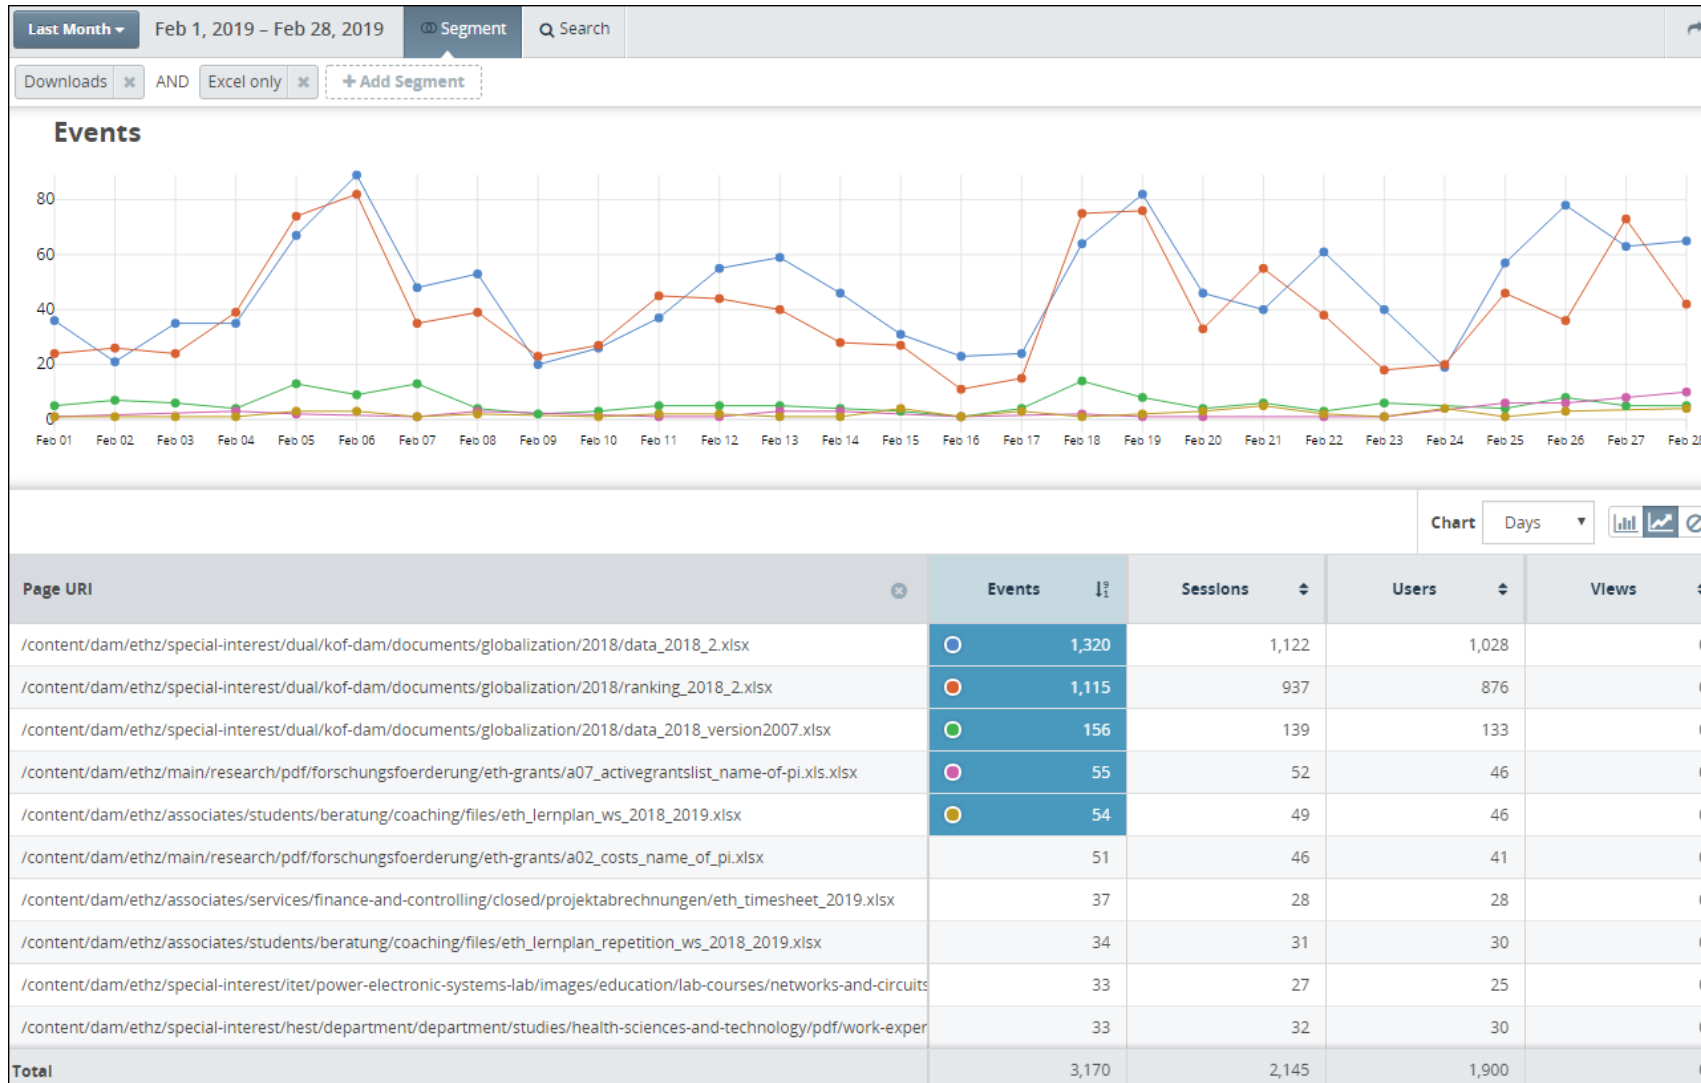 Last Month Feb 1, 2019 – Feb 28, 2019 Segment Search
Downloads × AND Excel only × + Add Segment
Events
80
60
40
20
0
Feb 01 Feb 02 Feb 03 Feb 04 Feb 05 Feb 06 Feb 07 Feb 08 Feb 09 Feb 10 Feb 11 Feb 12 Feb 13 Feb 14 Feb 15 Feb 16 Feb 17 Feb 18 Feb 19 Feb 20 Feb 21 Feb 22 Feb 23 Feb 24 Feb 25 Feb 26 Feb 27 Feb 28
Chart Days
Page URI Events Sessions Users Views
/content/dam/ethz/special-interest/dual/kof-dam/documents/globalization/2018/data_2018_2.xlsx 1,320 1,122 1,028
/content/dam/ethz/special-interest/dual/kof-dam/documents/globalization/2018/ranking_2018_2.xlsx 1,115 937 876
/content/dam/ethz/special-interest/dual/kof-dam/documents/globalization/2018/data_2018_version2007.xlsx 156 139 133
/content/dam/ethz/main/research/pdf/forschungsfoerderung/eth-grants/a07_activegrantslist_name-of-pi.xls.xlsx 55 52 46
/content/dam/ethz/associates/students/beratung/coaching/files/eth_lernplan_ws_2018_2019.xlsx 54 49 46
/content/dam/ethz/main/research/pdf/forschungsfoerderung/eth-grants/a02_costs_name_of_pi.xlsx 51 46 41
/content/dam/ethz/associates/services/finance-and-controlling/closed/projektabrechnungen/eth_timesheet_2019.xlsx 37 28 28
/content/dam/ethz/associates/students/beratung/coaching/files/eth_lernplan_repetition_ws_2018_2019.xlsx 34 31 30
/content/dam/ethz/special-interest/itet/power-electronic-systems-lab/images/education/lab-courses/networks-and-circuits 33 27 25
/content/dam/ethz/special-interest/hest/department/department/studies/health-sciences-and-technology/pdf/work-exper 33 32 30
Total 3,170 2,145 1,900